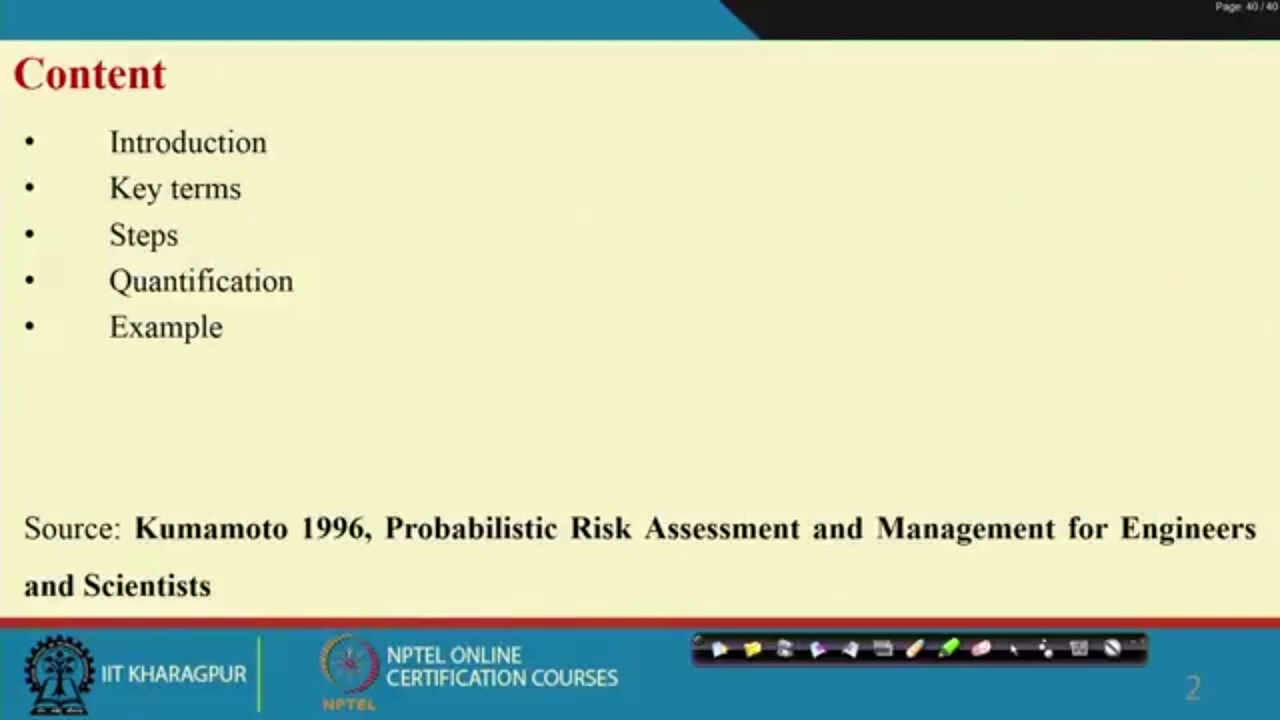 Page: 40 / 40
Content
• Introduction
• Key terms
• Steps
• Quantification
• Example
Source: Kumamoto 1996, Probabilistic Risk Assessment and Management for Engineers
and Scientists
IIT KHARAGPUR
NPTEL
NPTEL ONLINE
CERTIFICATION COURSES
2